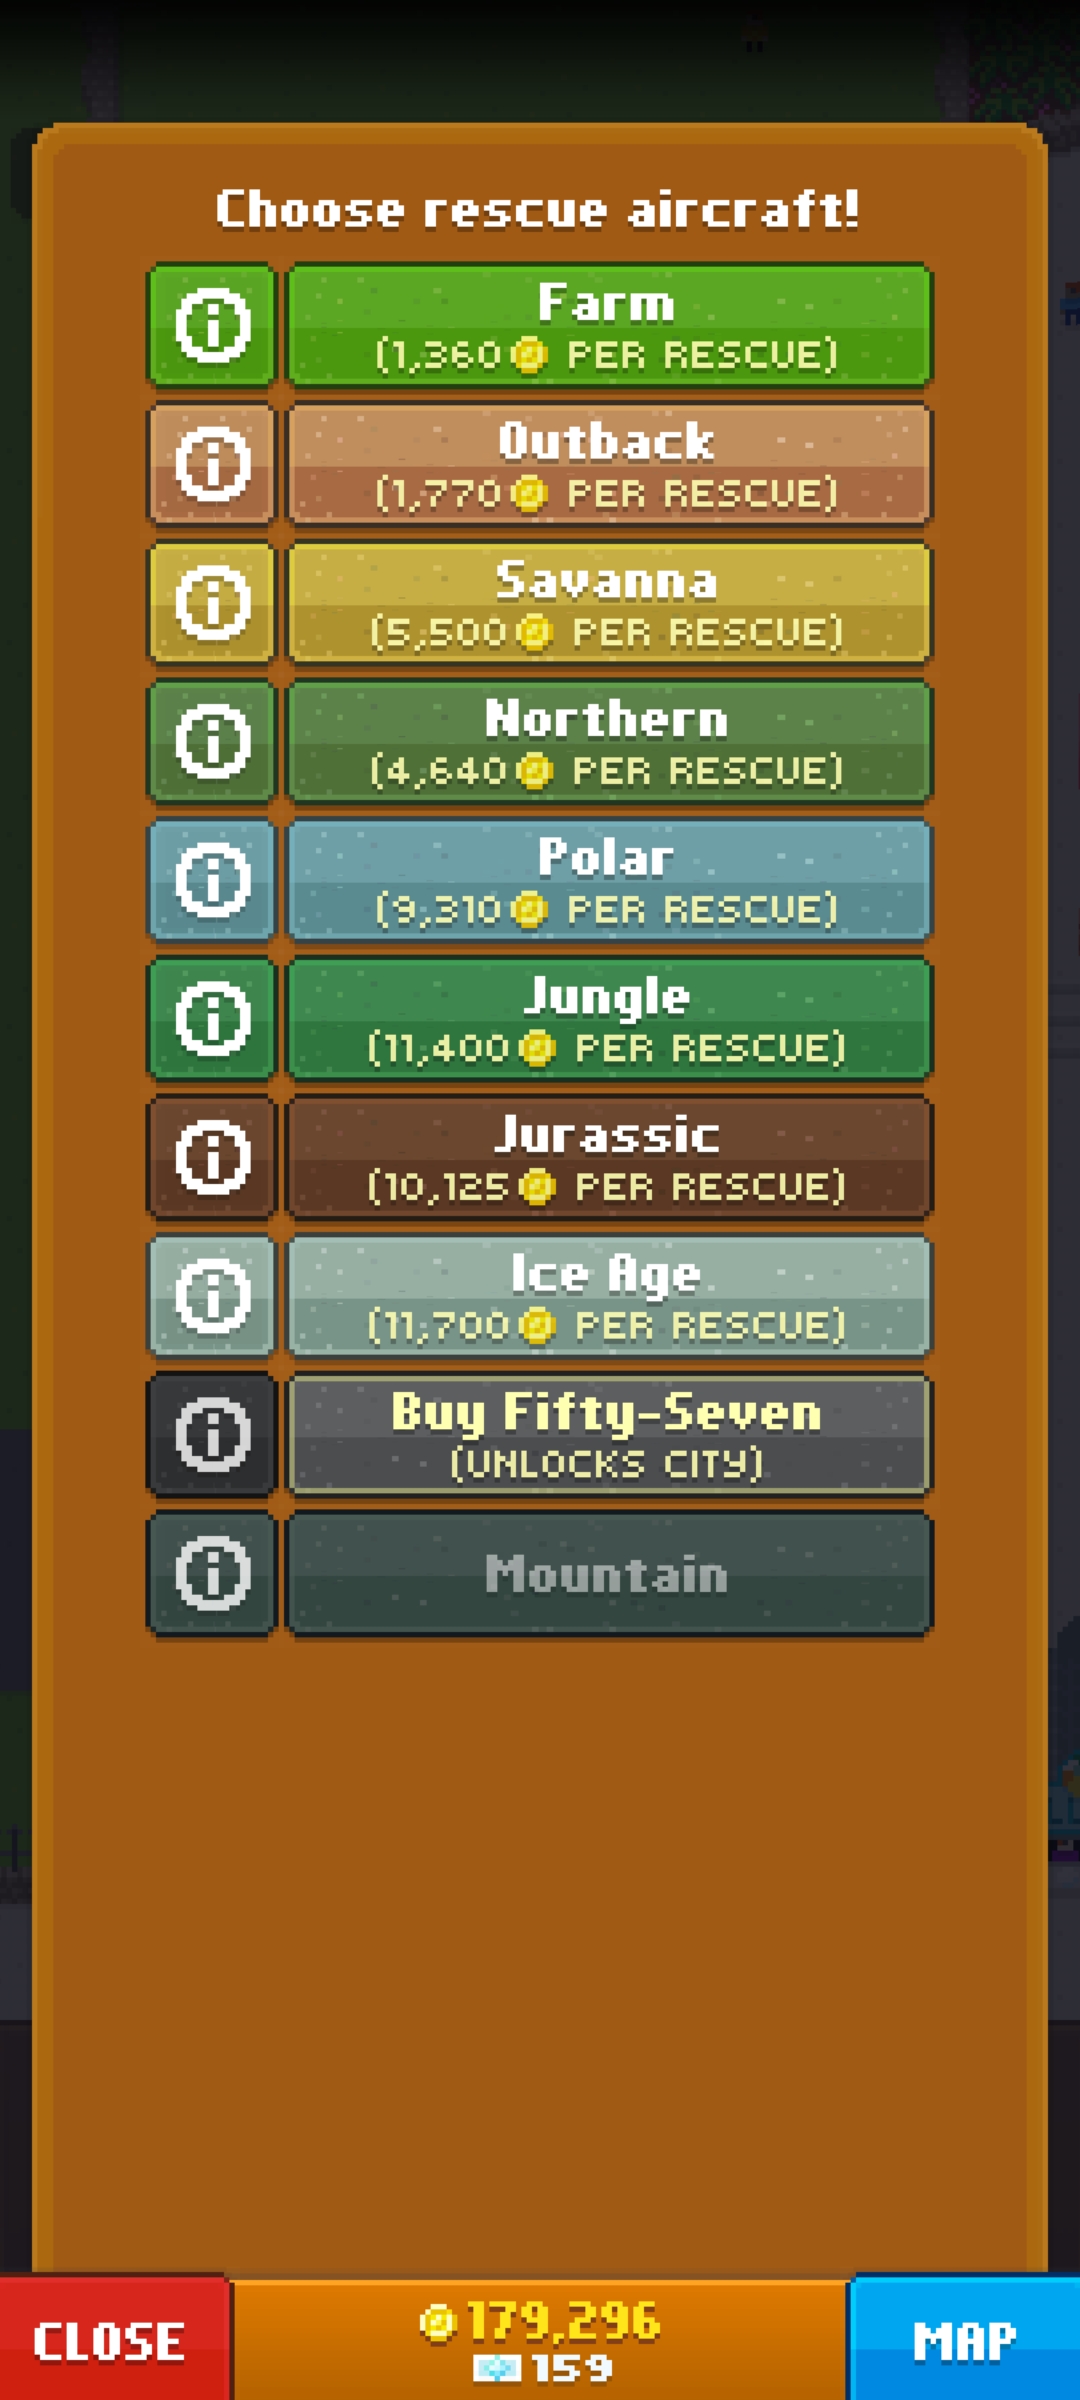 Choose rescue aircraft!
Farm
(1,360 PER RESCUE)
Outback
(1,770 PER RESCUE)
Savanna
(5,500 PER RESCUE)
Northern
(4,640 PER RESCUE)
Polar
(9,310 PER RESCUE)
Jungle
(11,400 PER RESCUE)
Jurassic
(10,125 PER RESCUE)
Ice Age
(11,700 PER RESCUE)
Buy Fifty-Seven
(UNLOCKS CITY)
Mountain
CLOSE
179,296
159
MAP